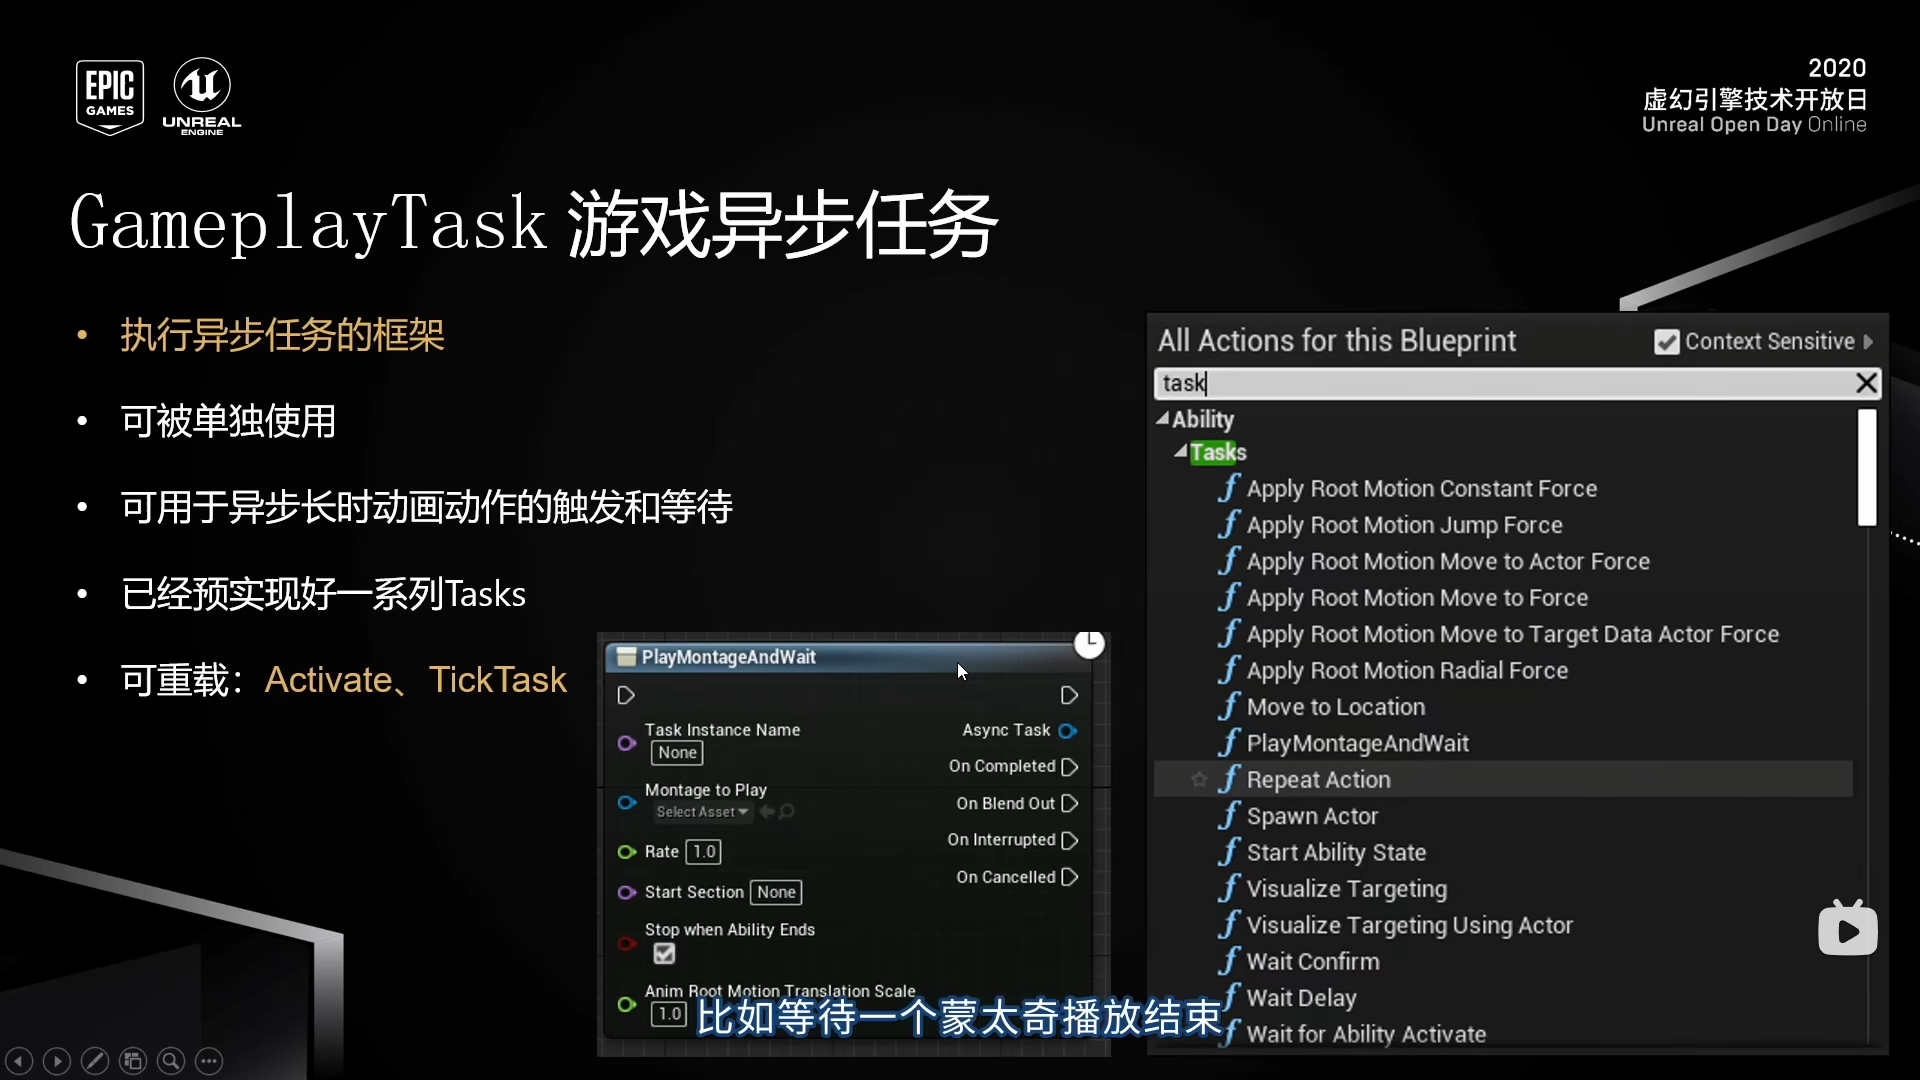 EPIC
GAMES
UNREAL
ENGINE
2020
虚幻引擎技术开放日
Unreal Open Day Online
GameplayTask 游戏异步任务
• 执行异步任务的框架
• 可被单独使用
• 可用于异步长时动画动作的触发和等待
• 已经预实现好一系列Tasks
• 可重载：Activate、TickTask
PlayMontageAndWait
Task Instance Name
None
Montage to Play
Select Asset
Rate 1.0
Start Section None
Stop when Ability Ends
Anim Root Motion Translation Scale
1.0
Async Task
On Completed
On Blend Out
On Interrupted
On Cancelled
All Actions for this Blueprint
Context Sensitive
task
Ability
Tasks
Apply Root Motion Constant Force
Apply Root Motion Jump Force
Apply Root Motion Move to Actor Force
Apply Root Motion Move to Force
Apply Root Motion Move to Target Data Actor Force
Apply Root Motion Radial Force
Move to Location
PlayMontageAndWait
Repeat Action
Spawn Actor
Start Ability State
Visualize Targeting
Visualize Targeting Using Actor
Wait Confirm
Wait Delay
Wait for Ability Activate
比如等待一个蒙太奇播放结束